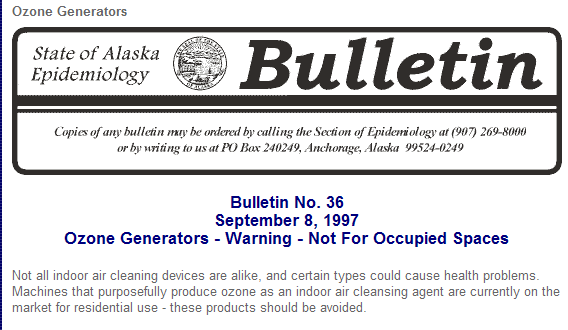 Ozone Generators
State of Alaska
Epidemiology
Bulletin
Copies of any bulletin may be ordered by calling the Section of Epidemiology at (907) 269-8000
or by writing to us at PO Box 240249, Anchorage, Alaska 99524-0249
Bulletin No. 36
September 8, 1997
Ozone Generators - Warning - Not For Occupied Spaces
Not all indoor air cleaning devices are alike, and certain types could cause health problems.
Machines that purposefully produce ozone as an indoor air cleansing agent are currently on the
market for residential use - these products should be avoided.